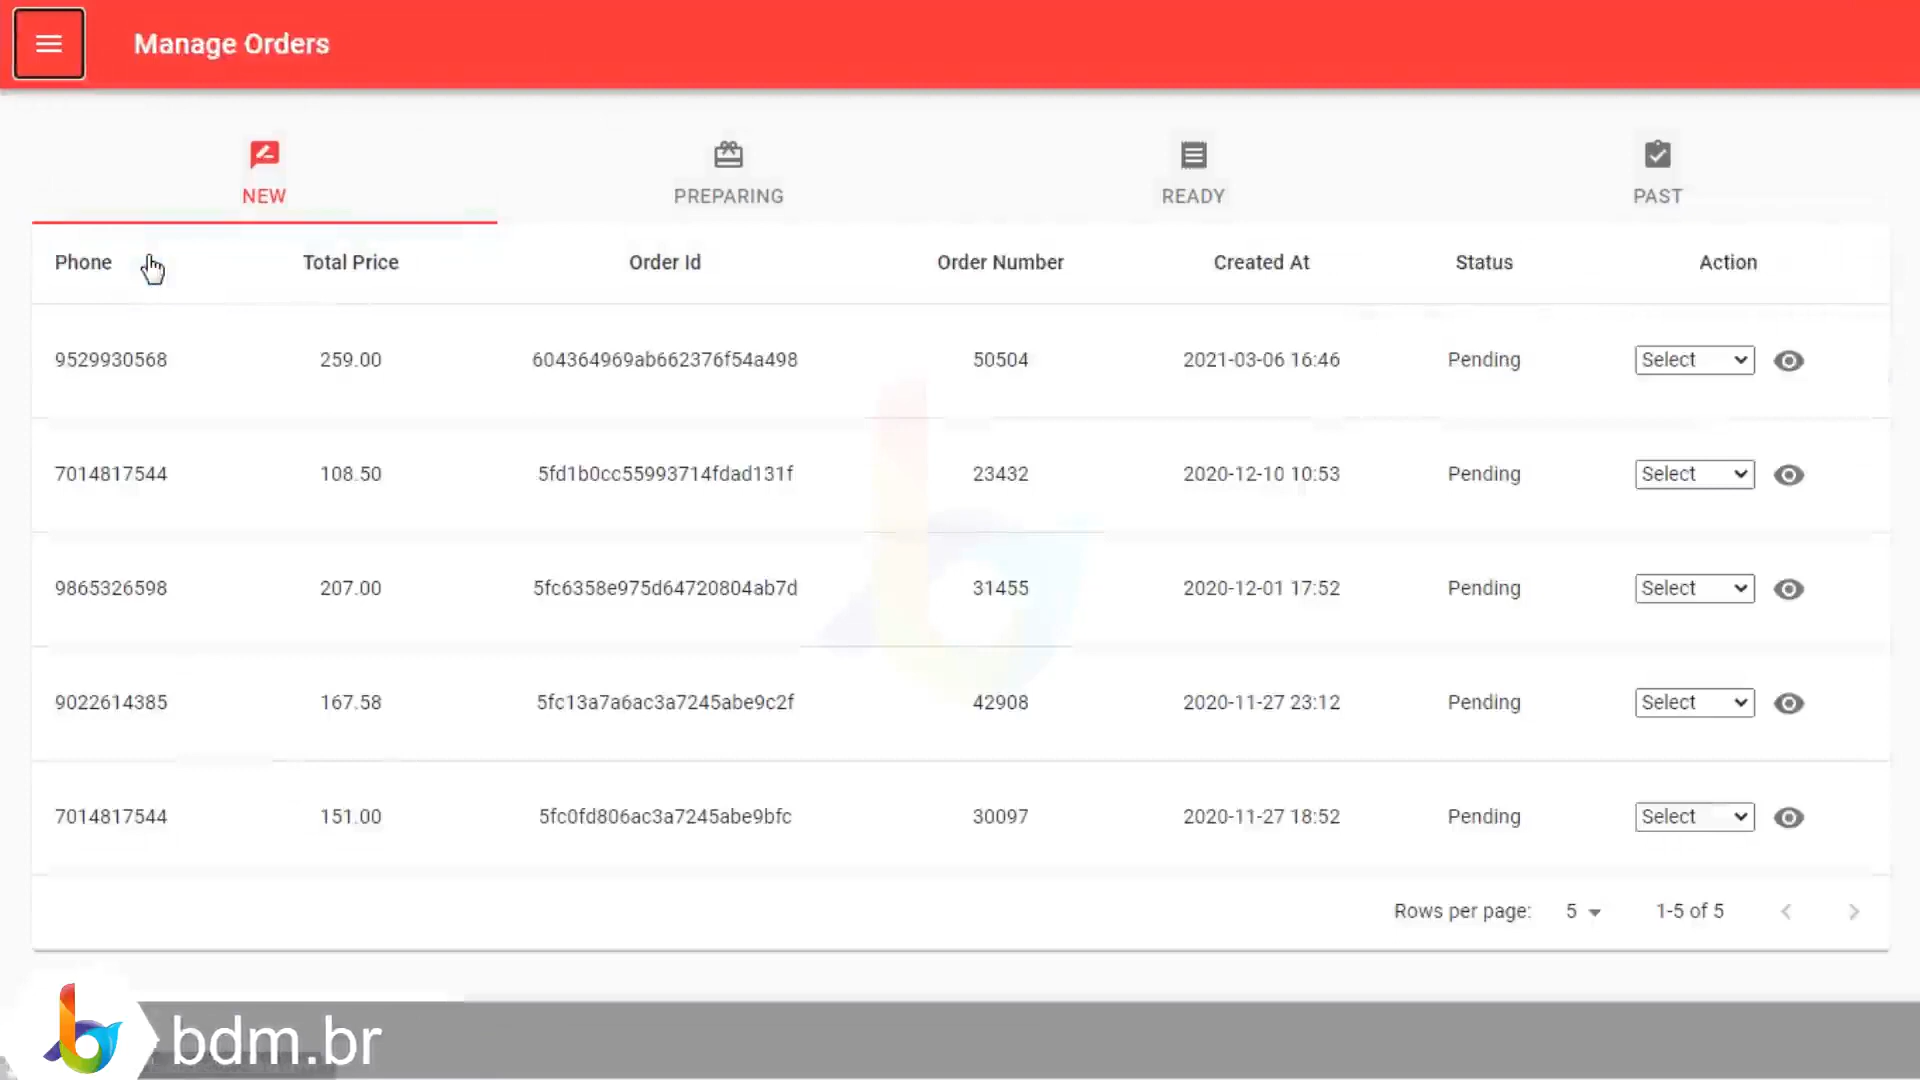 Manage Orders
NEW PREPARING READY PAST
Phone Total Price Order Id Order Number Created At Status Action
9529930568 259.00 604364969ab662376f54a498 50504 2021-03-06 16:46 Pending Select
7014817544 108.50 5fd1b0cc55993714fdad131f 23432 2020-12-10 10:53 Pending Select
9865326598 207.00 5fc6358e975d64720804ab7d 31455 2020-12-01 17:52 Pending Select
9022614385 167.58 5fc13a7a6ac3a7245abe9c2f 42908 2020-11-27 23:12 Pending Select
7014817544 151.00 5fc0fd806ac3a7245abe9bfc 30097 2020-11-27 18:52 Pending Select
Rows per page: 5 1-5 of 5
bdm.br